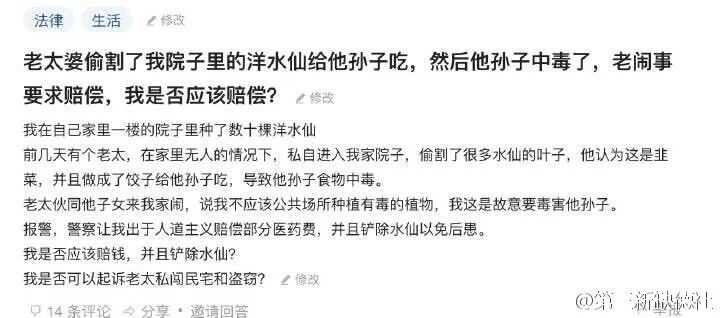 法律 生活 修改
老太婆偷割了我院子里的洋水仙给他孙子吃，然后他孙子中毒了，老闹事
要求赔偿，我是否应该赔偿？ 修改
我在自己家里一楼的院子里种了数十棵洋水仙
前几天有个老太，在家里无人的情况下，私自进入我家院子，偷割了很多水仙的叶子，他认为这是韭
菜，并且做成了饺子给他孙子吃，导致他孙子食物中毒。
老太伙同他子女来我家闹，说我不应该公共场所种植有毒的植物，我这是故意要毒害他孙子。
报警，警察让我出于人道主义赔偿部分医药费，并且铲除水仙以免后患。
我是否应该赔钱，并且铲除水仙？
我是否可以起诉老太私闯民宅和盗窃？ 修改
14 条评论 分享 · 邀请回答